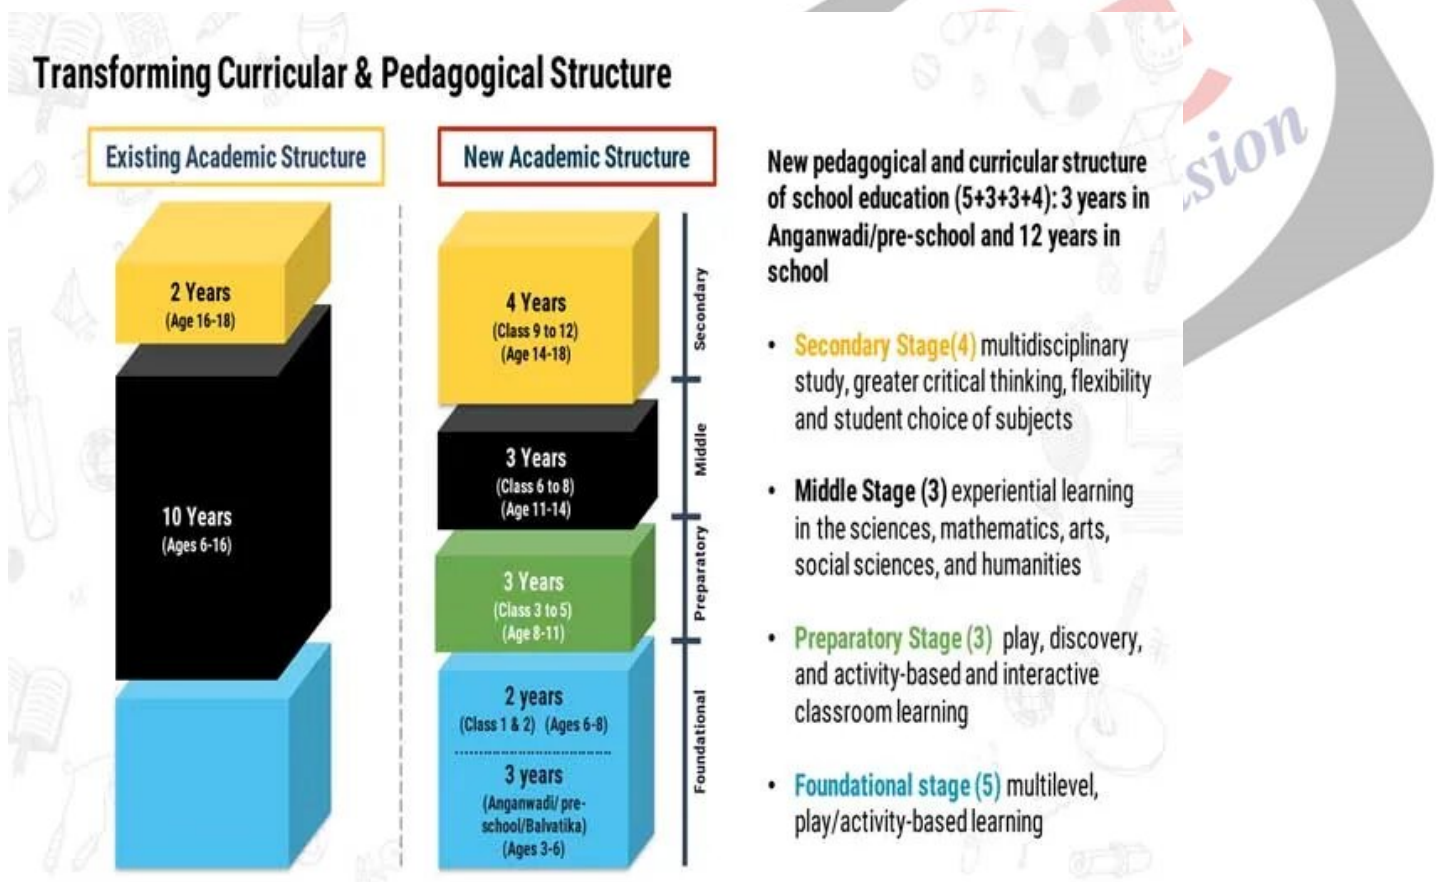 Transforming Curricular & Pedagogical Structure
Existing Academic Structure
2 Years
(Age 16-18)
10 Years
(Ages 6-16)
New Academic Structure
4 Years
(Class 9 to 12)
(Age 14-18)
3 Years
(Class 6 to 8)
(Age 11-14)
3 Years
(Class 3 to 5)
(Age 8-11)
2 years
(Class 1 & 2) (Ages 6-8)
3 years
(Anganwadi/ pre-
school/Balvatika)
(Ages 3-6)
Secondary
Middle
Preparatory
Foundational
New pedagogical and curricular structure
of school education (5+3+3+4): 3 years in
Anganwadi/pre-school and 12 years in
school
• Secondary Stage(4) multidisciplinary
study, greater critical thinking, flexibility
and student choice of subjects
• Middle Stage (3) experiential learning
in the sciences, mathematics, arts,
social sciences, and humanities
• Preparatory Stage (3) play, discovery,
and activity-based and interactive
classroom learning
• Foundational stage (5) multilevel,
play/activity-based learning